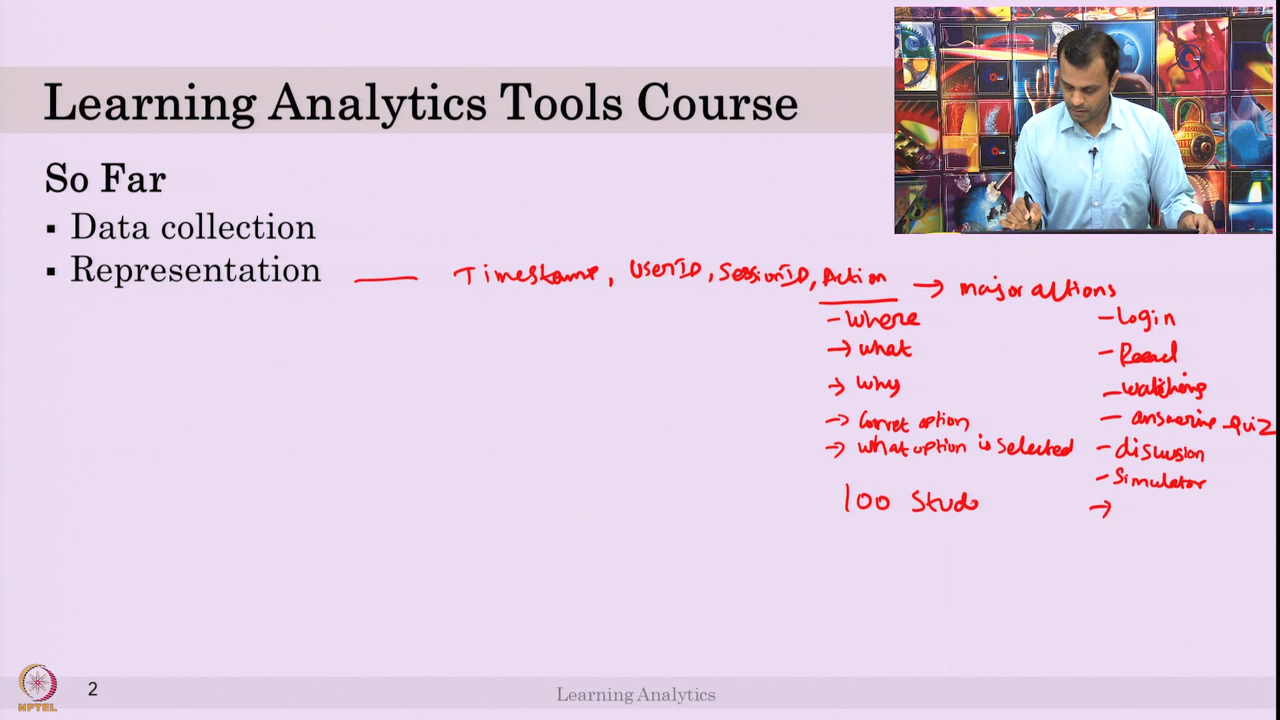 Learning Analytics Tools Course
So Far
▪ Data collection
▪ Representation — Timestamp, UserID, SessionID, Action → major actions
- where
→ what
→ why
→ Correct option
→ what option is selected
100 Stude
- Login
- Read
- watching
- answering quiz
- discussion
- Simulator
→
NPTEL
2
Learning Analytics